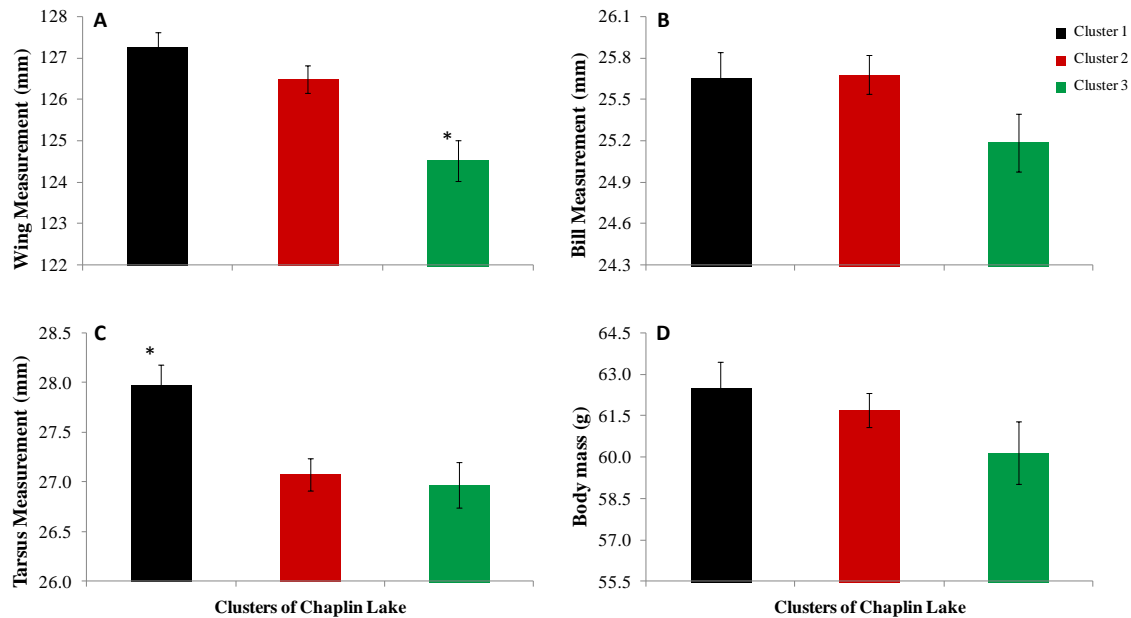 A
Wing Measurement (mm)
128
127
126
125
124
123
122
*
B
Bill Measurement (mm)
26.1
25.8
25.5
25.2
24.9
24.6
24.3
Cluster 1
Cluster 2
Cluster 3
C
Tarsus Measurement (mm)
28.5
28.0
27.5
27.0
26.5
26.0
*
Clusters of Chaplin Lake
D
Body mass (g)
64.5
63.0
61.5
60.0
58.5
57.0
55.5
Clusters of Chaplin Lake